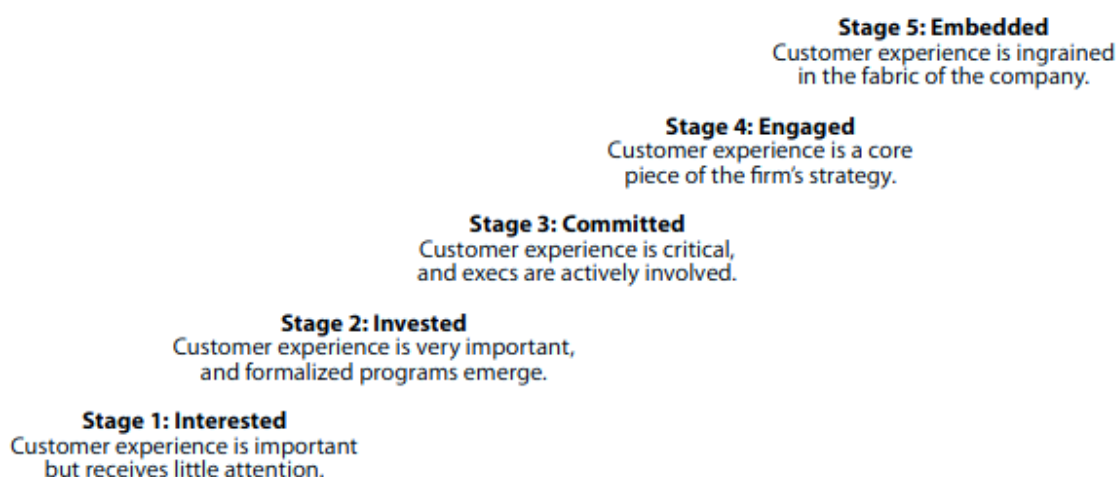 Stage 5: Embedded
Customer experience is ingrained
in the fabric of the company.
Stage 4: Engaged
Customer experience is a core
piece of the firm's strategy.
Stage 3: Committed
Customer experience is critical,
and execs are actively involved.
Stage 2: Invested
Customer experience is very important,
and formalized programs emerge.
Stage 1: Interested
Customer experience is important
but receives little attention.